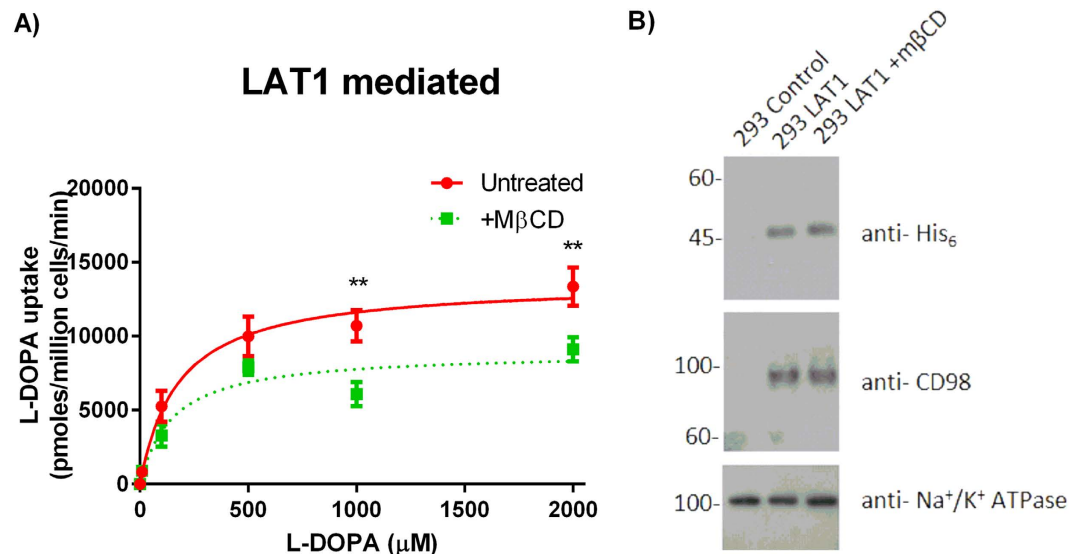 A)
LAT1 mediated
L-DOPA uptake
(pmoles/million cells/min)
20000
15000
10000
5000
0
Untreated
+MβCD
**
**
0
500
1000
1500
2000
L-DOPA (μM)
B)
293 Control
293 LAT1
293 LAT1 +mβCD
60-
45-
anti- His₆
100-
60-
anti- CD98
100-
anti- Na⁺/K⁺ ATPase